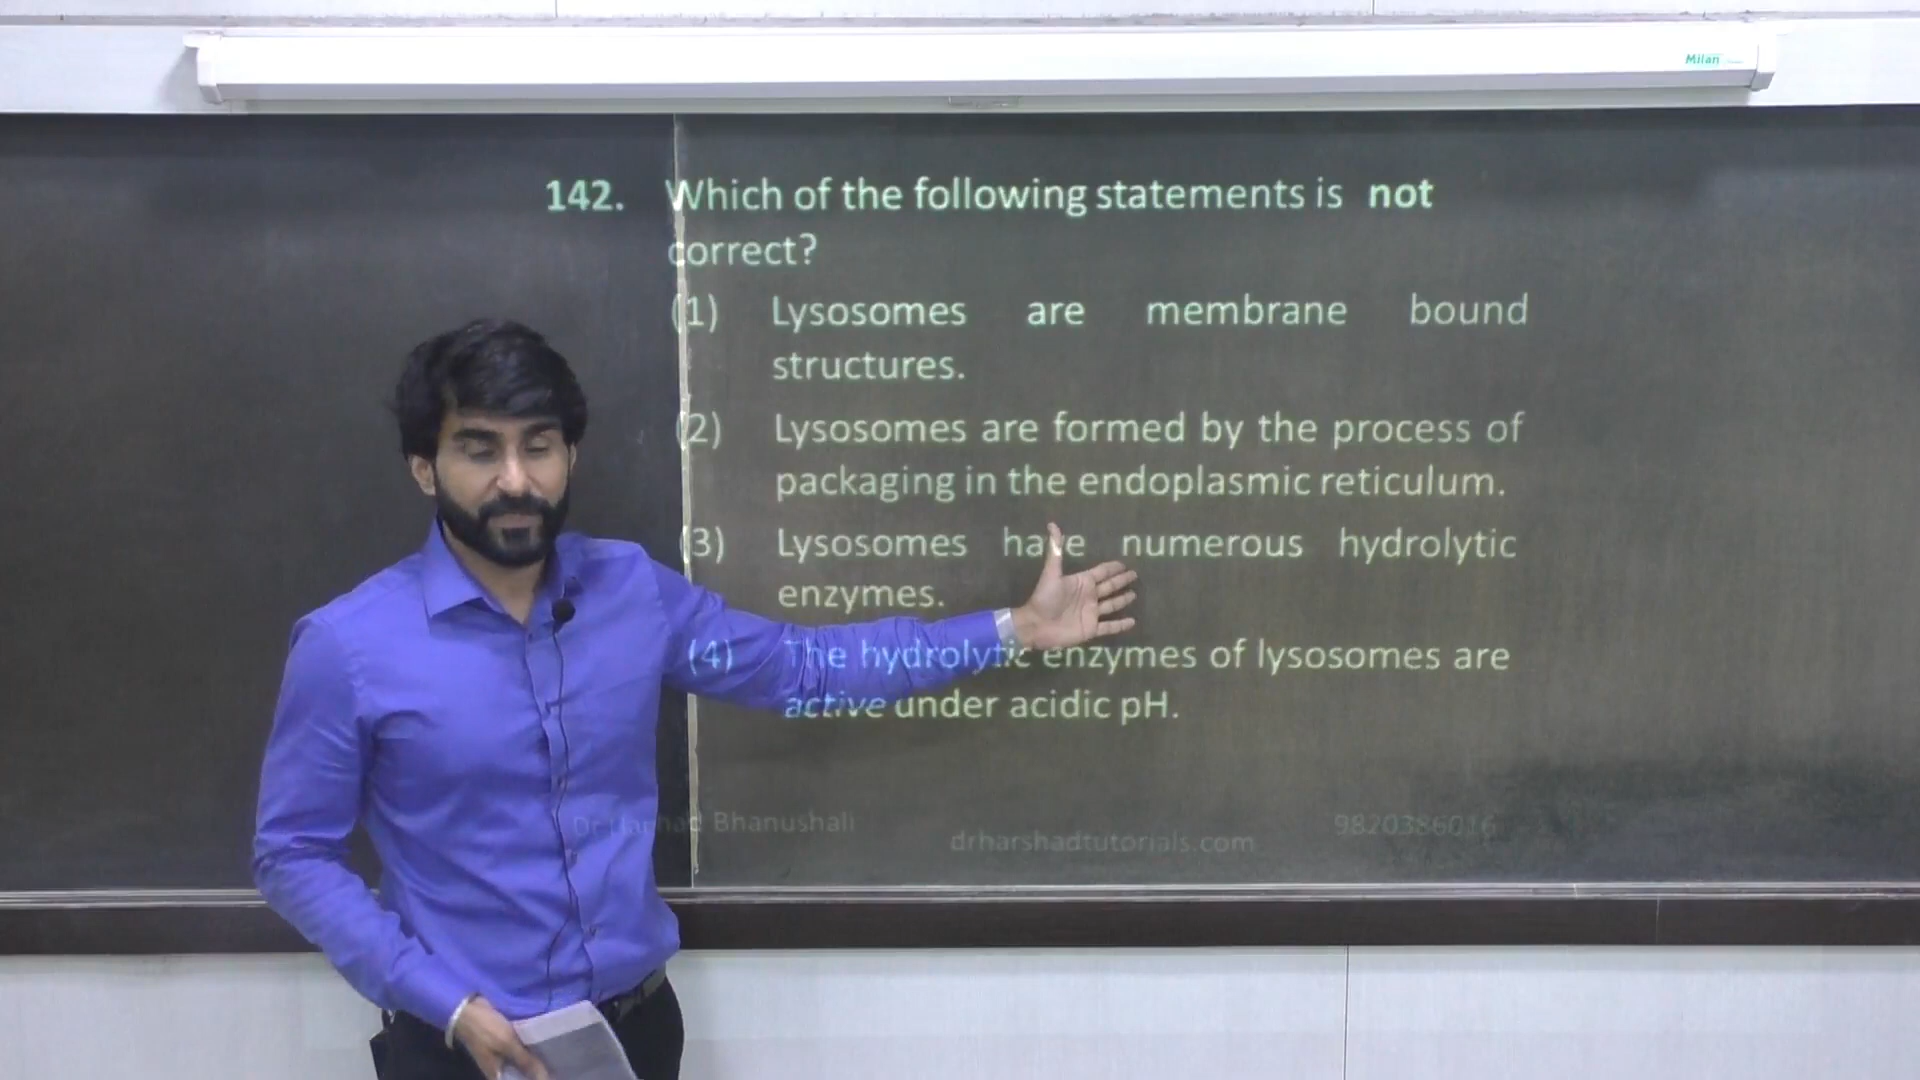 Milan
142. Which of the following statements is not
correct?
(1) Lysosomes are membrane bound
structures.
(2) Lysosomes are formed by the process of
packaging in the endoplasmic reticulum.
(3) Lysosomes have numerous hydrolytic
enzymes.
(4) The hydrolytic enzymes of lysosomes are
active under acidic pH.
Dr Harshad Bhanushali
drharshadtutorials.com
9820386016